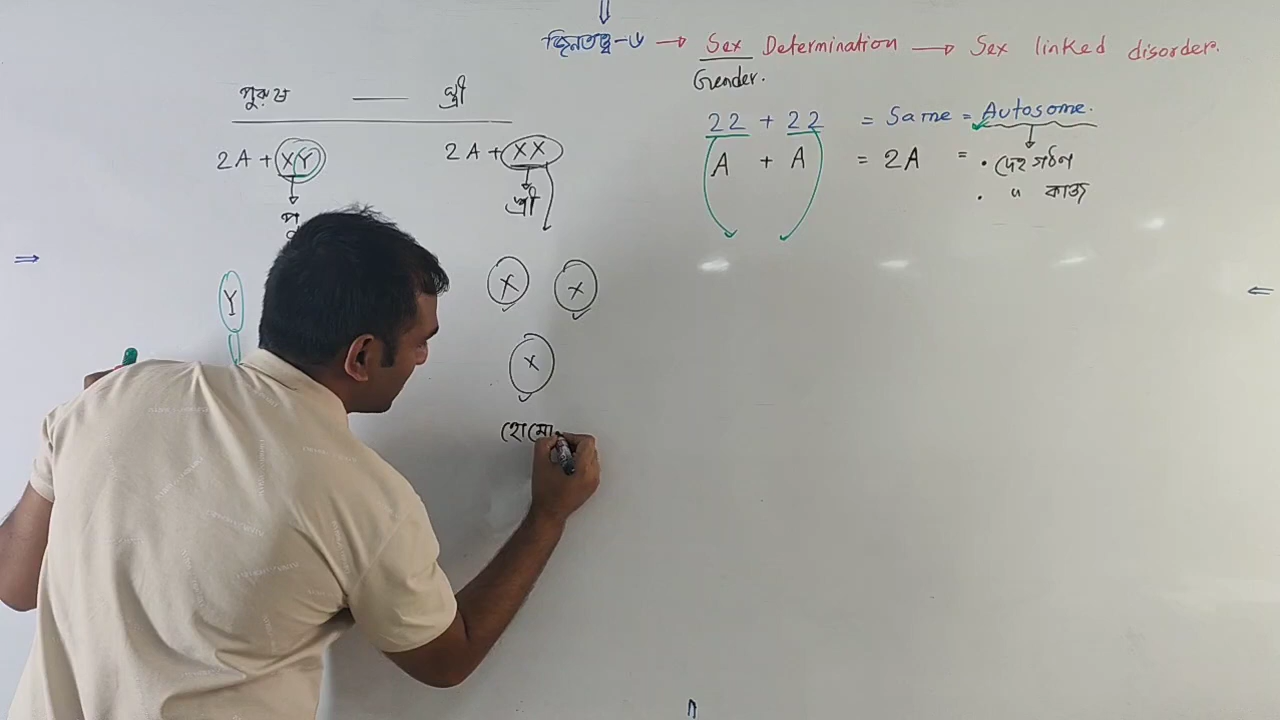 জিনতত্ত্ব-৬ → Sex Determination → Sex linked disorder.
Gender.
পুরুষ — স্ত্রী
2A + XY
2A + XX
স্ত্রী
Y
X X
X
হোমো
22 + 22 = Same = Autosome.
A + A = 2A = • দেহ গঠন
• " কাজ